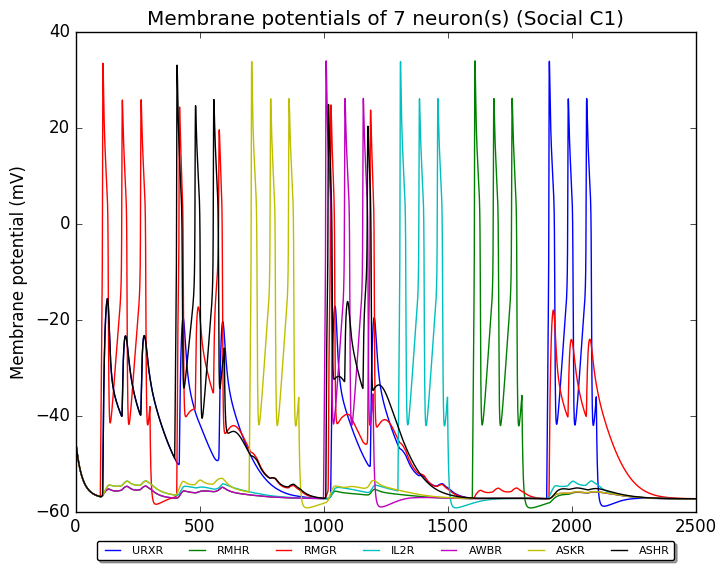 Membrane potentials of 7 neuron(s) (Social C1)
40
20
0
−20
−40
−60
Membrane potential (mV)
0 500 1000 1500 2000 2500
URXR RMHR RMGR IL2R AWBR ASKR ASHR